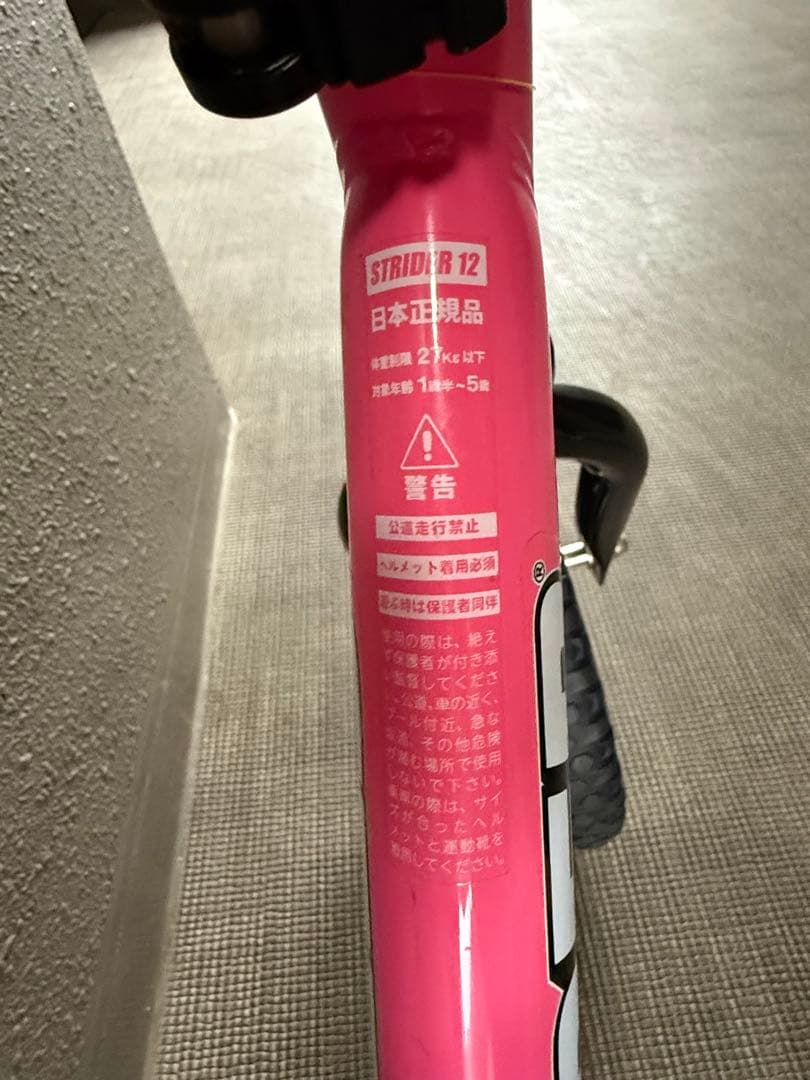 STRIDER 12
日本正規品
体重制限 27Kg 以下
対象年齢 1歳半~5歳
警告
公道走行禁止
ヘルメット着用必須
遊ぶ時は保護者同伴
使用の際は、絶え
ず保護者が付き添
い監督してくださ
い。公道、車の近く、
プール付近、急な
坂道、その他危険
が潜む場所で使用
しないで下さい。
乗車の際は、サイ
ズが合ったヘル
メットと運動靴を
着用してください。
®